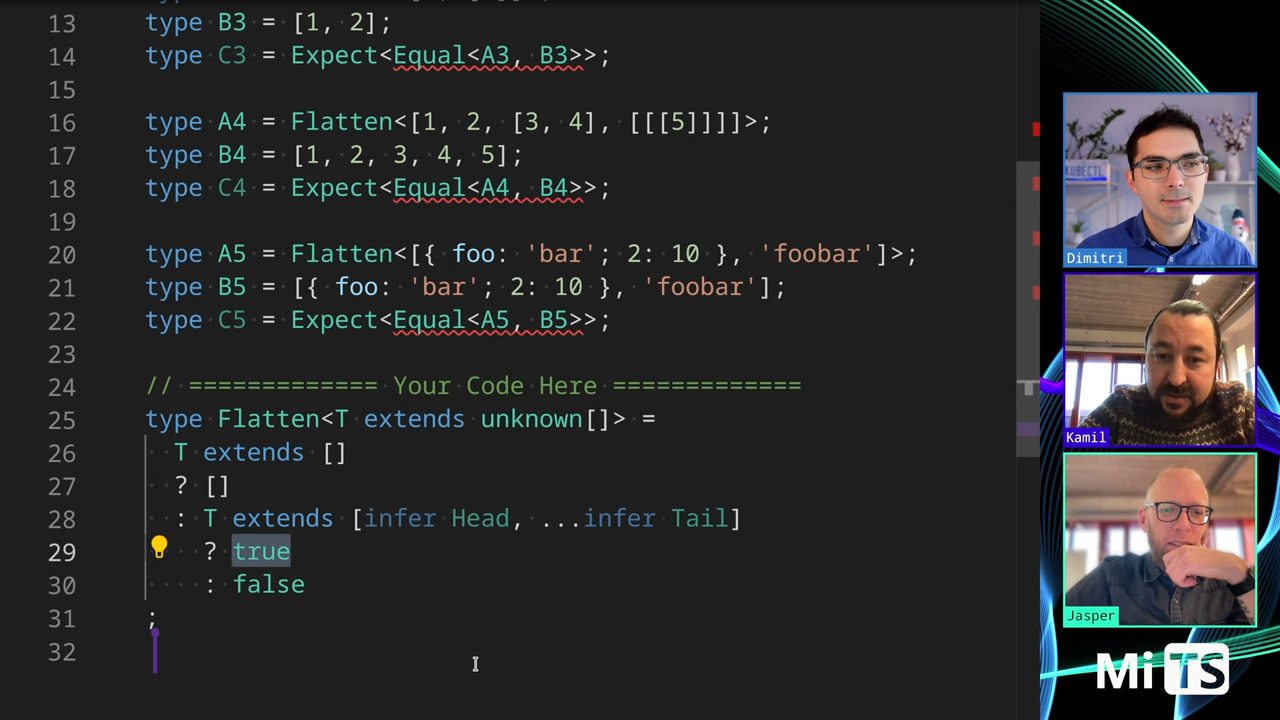 13 type B3 = [1, 2];
14 type C3 = Expect<Equal<A3, B3>>;
15
16 type A4 = Flatten<[1, 2, [3, 4], [[[5]]]]>;
17 type B4 = [1, 2, 3, 4, 5];
18 type C4 = Expect<Equal<A4, B4>>;
19
20 type A5 = Flatten<[{ foo: 'bar'; 2: 10 }, 'foobar']>;
21 type B5 = [{ foo: 'bar'; 2: 10 }, 'foobar'];
22 type C5 = Expect<Equal<A5, B5>>;
23
24 // ============= Your Code Here =============
25 type Flatten<T extends unknown[]> =
26   T extends []
27   ? []
28   : T extends [infer Head, ...infer Tail]
29     ? true
30     : false
31 ;
32
KUBECTL
Dimitri
Kamil
Jasper
Mi TS